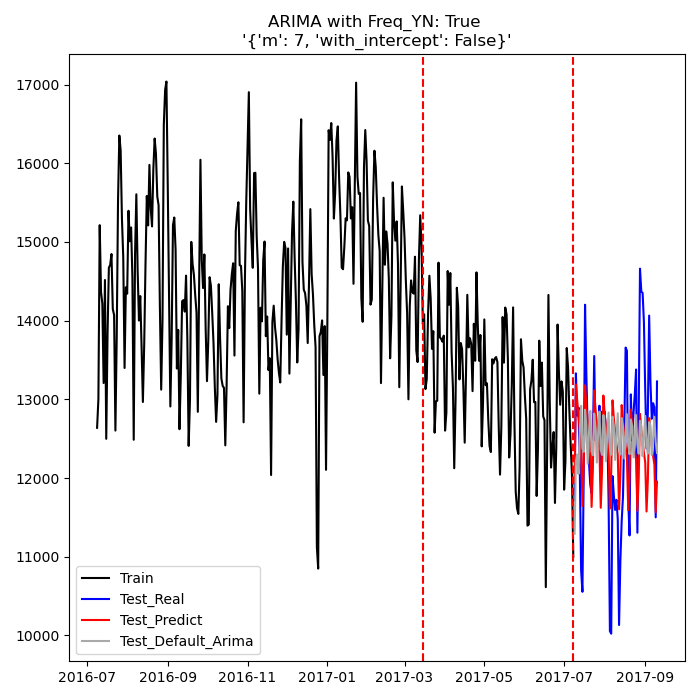 ARIMA with Freq_YN: True
'{'m': 7, 'with_intercept': False}'
17000
16000
15000
14000
13000
12000
11000
10000
Train
Test_Real
Test_Predict
Test_Default_Arima
2016-07 2016-09 2016-11 2017-01 2017-03 2017-05 2017-07 2017-09